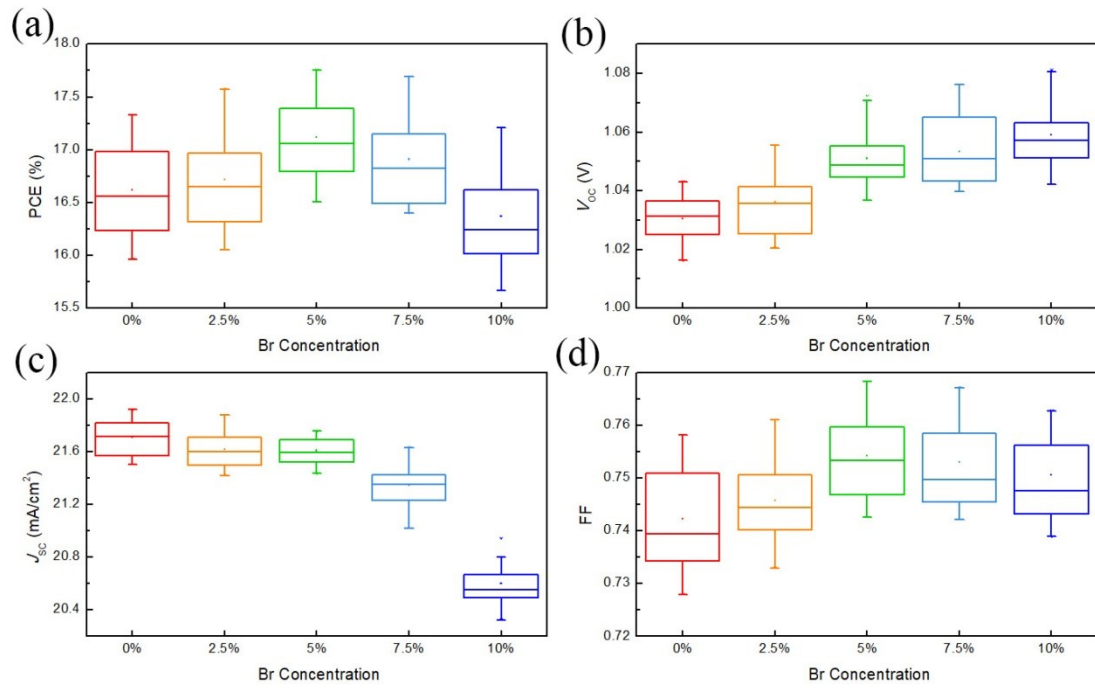 (a)
PCE (%)
18.0
17.5
17.0
16.5
16.0
15.5
0% 2.5% 5% 7.5% 10%
Br Concentration
(b)
V_OC (V)
1.08
1.06
1.04
1.02
1.00
0% 2.5% 5% 7.5% 10%
Br Concentration
(c)
J_SC (mA/cm²)
22.0
21.6
21.2
20.8
20.4
0% 2.5% 5% 7.5% 10%
Br Concentration
(d)
FF
0.77
0.76
0.75
0.74
0.73
0.72
0% 2.5% 5% 7.5% 10%
Br Concentration